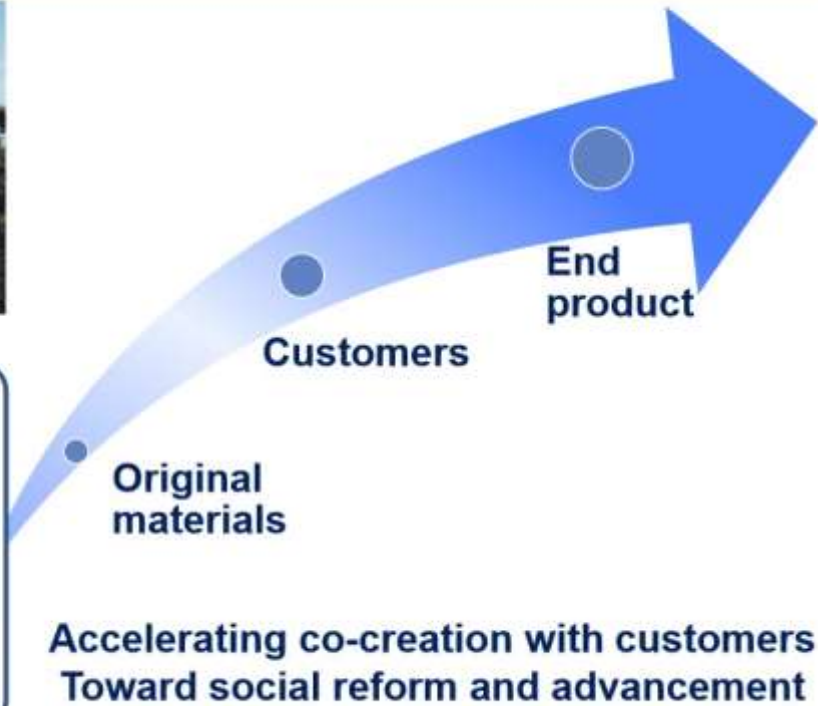 End
product
Customers
Original
materials
Accelerating co-creation with customers
Toward social reform and advancement